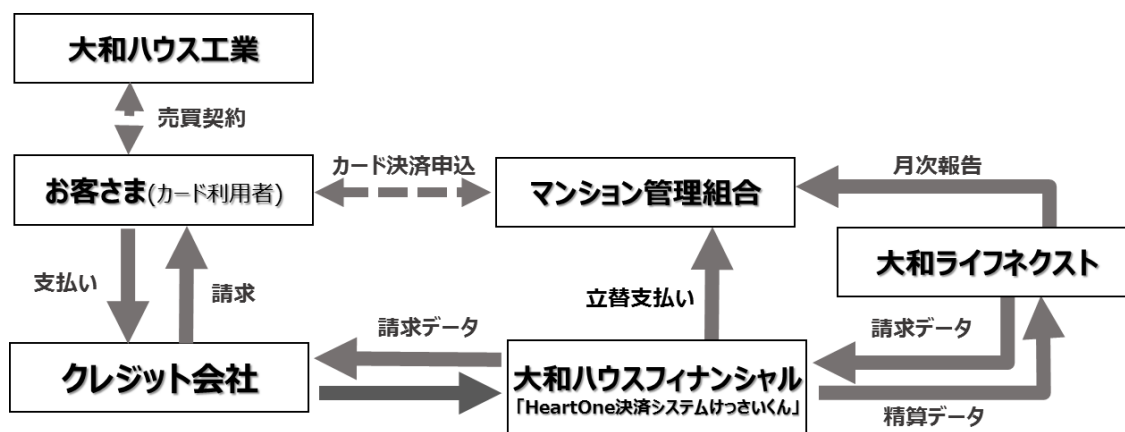 大和ハウス工業
売買契約
お客さま(カード利用者)
カード決済申込
マンション管理組合
月次報告
大和ライフネクスト
支払い
請求
立替支払い
請求データ
請求データ
クレジット会社
大和ハウスフィナンシャル
「HeartOne決済システムけっさいくん」
精算データ